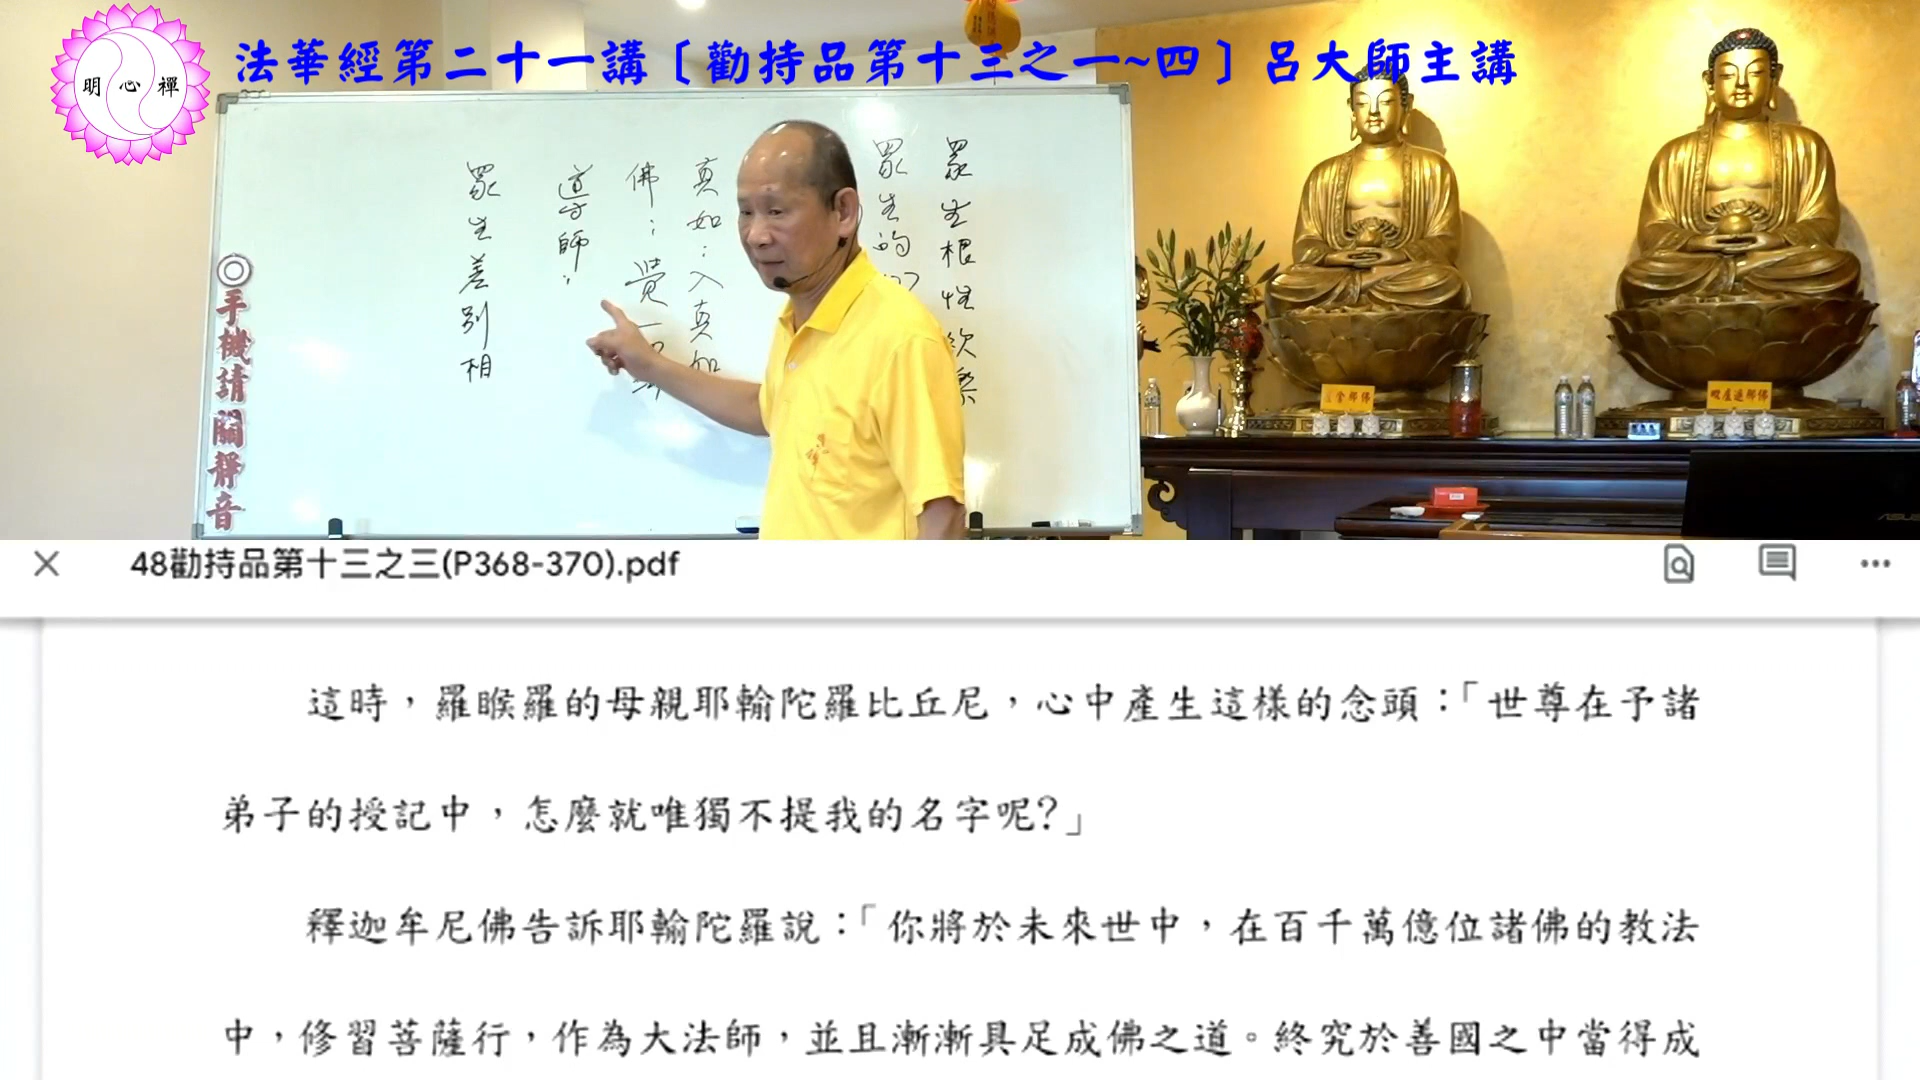 明心禪
法華經第二十一講〔勸持品第十三之一~四〕呂大師主講
眾生根性欲樂
眾生的
真如:入真如
佛:覺一切
導師:
眾生差別相
◎手機請關靜音
48勸持品第十三之三(P368-370).pdf
這時,羅睺羅的母親耶輸陀羅比丘尼,心中產生這樣的念頭:「世尊在予諸
弟子的授記中,怎麼就唯獨不提我的名字呢?」
釋迦牟尼佛告訴耶輸陀羅說:「你將於未來世中,在百千萬億位諸佛的教法
中,修習菩薩行,作為大法師,並且漸漸具足成佛之道。終究於善國之中當得成